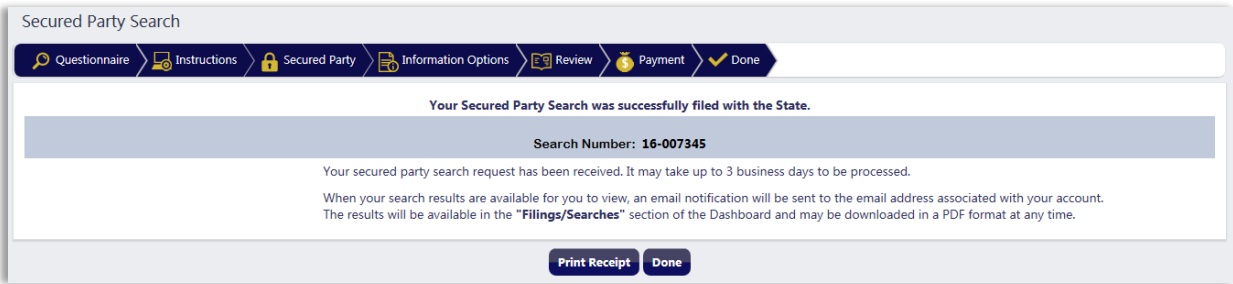 Secured Party Search
Questionnaire Instructions Secured Party Information Options Review Payment Done
Your Secured Party Search was successfully filed with the State.
Search Number: 16-007345
Your secured party search request has been received. It may take up to 3 business days to be processed.
When your search results are available for you to view, an email notification will be sent to the email address associated with your account.
The results will be available in the "Filings/Searches" section of the Dashboard and may be downloaded in a PDF format at any time.
Print Receipt Done